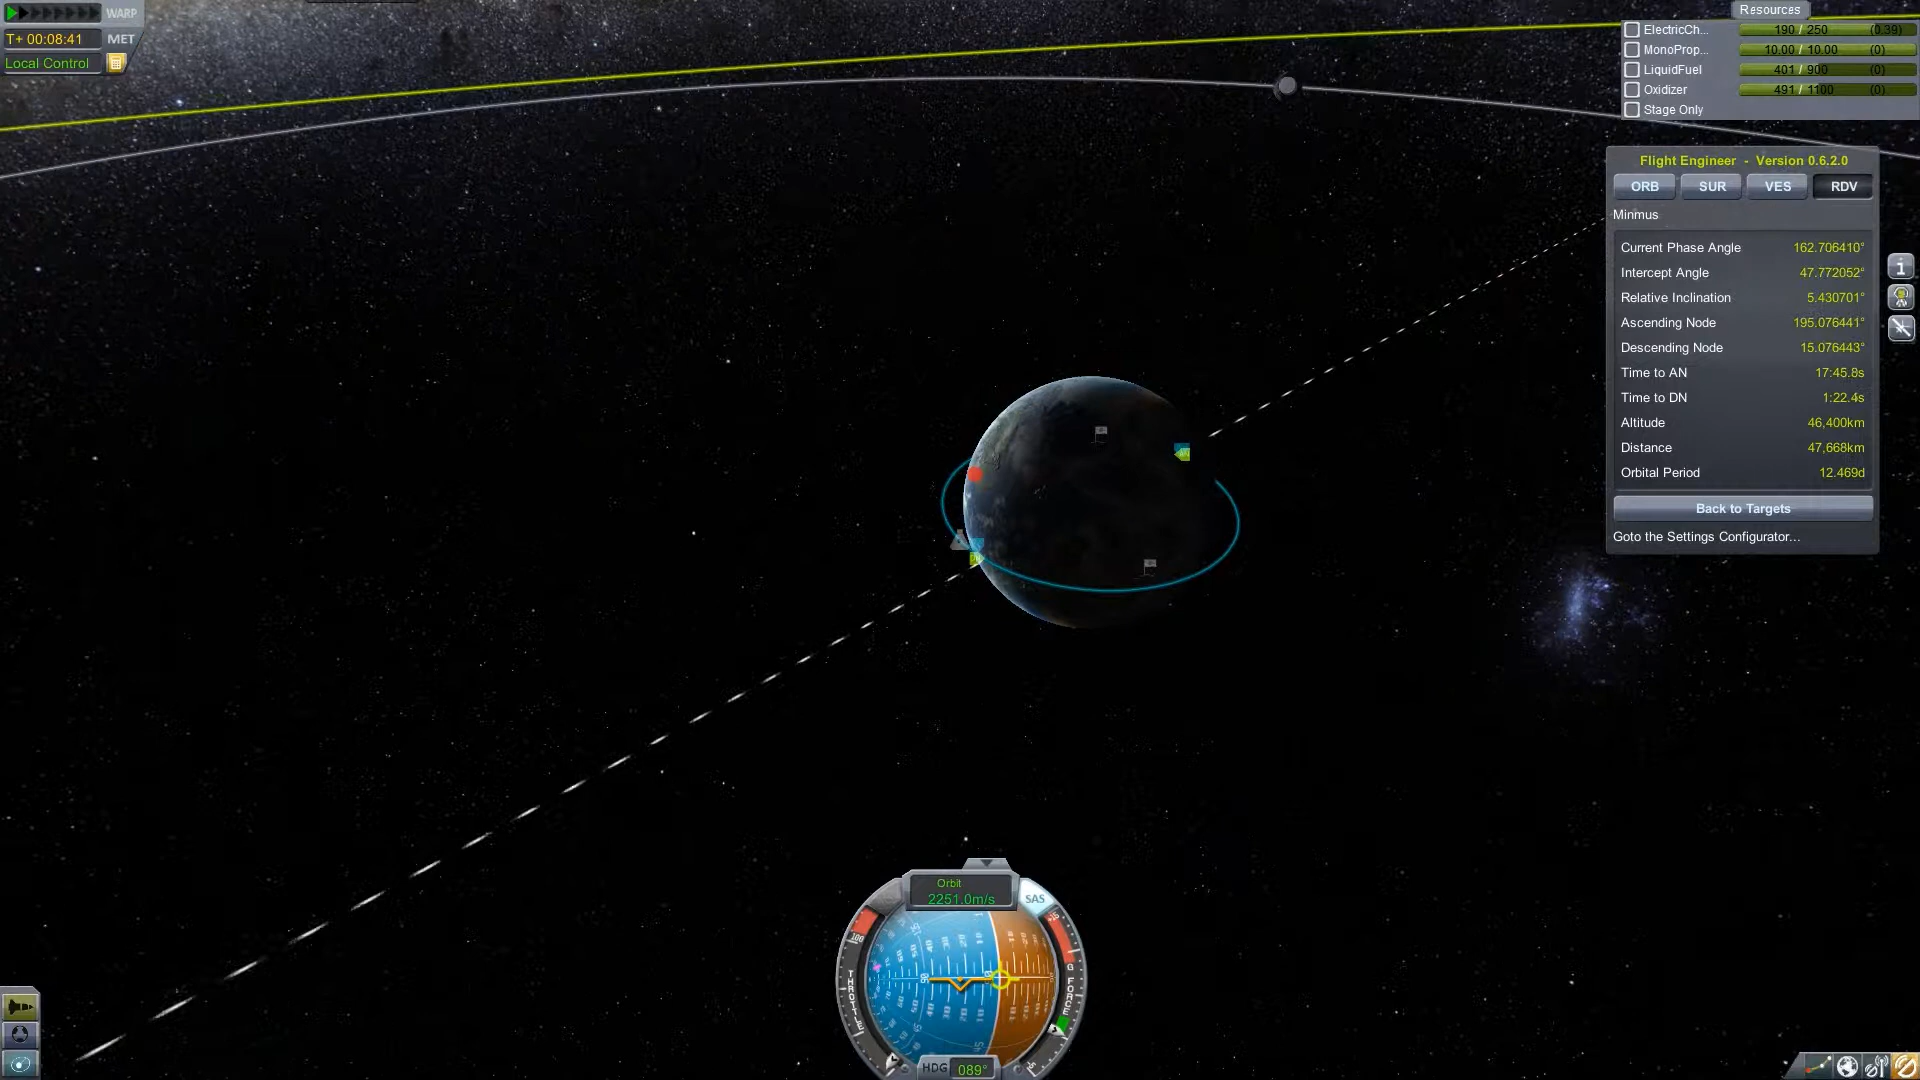 WARP
T+ 00:08:41 MET
Local Control
Resources
ElectricCh... 190 / 250 (0.39)
MonoProp... 10.00 / 10.00 (0)
LiquidFuel 401 / 900 (0)
Oxidizer 491 / 1100 (0)
Stage Only
Flight Engineer - Version 0.6.2.0
ORB SUR VES RDV
Minmus
Current Phase Angle 162.706410°
Intercept Angle 47.772052°
Relative Inclination 5.430701°
Ascending Node 195.076441°
Descending Node 15.076443°
Time to AN 17:45.8s
Time to DN 1:22.4s
Altitude 46,400km
Distance 47,668km
Orbital Period 12.469d
Back to Targets
Goto the Settings Configurator...
Orbit
2251.0m/s
SAS
THROTTLE
100
G FORCE
HDG 089°